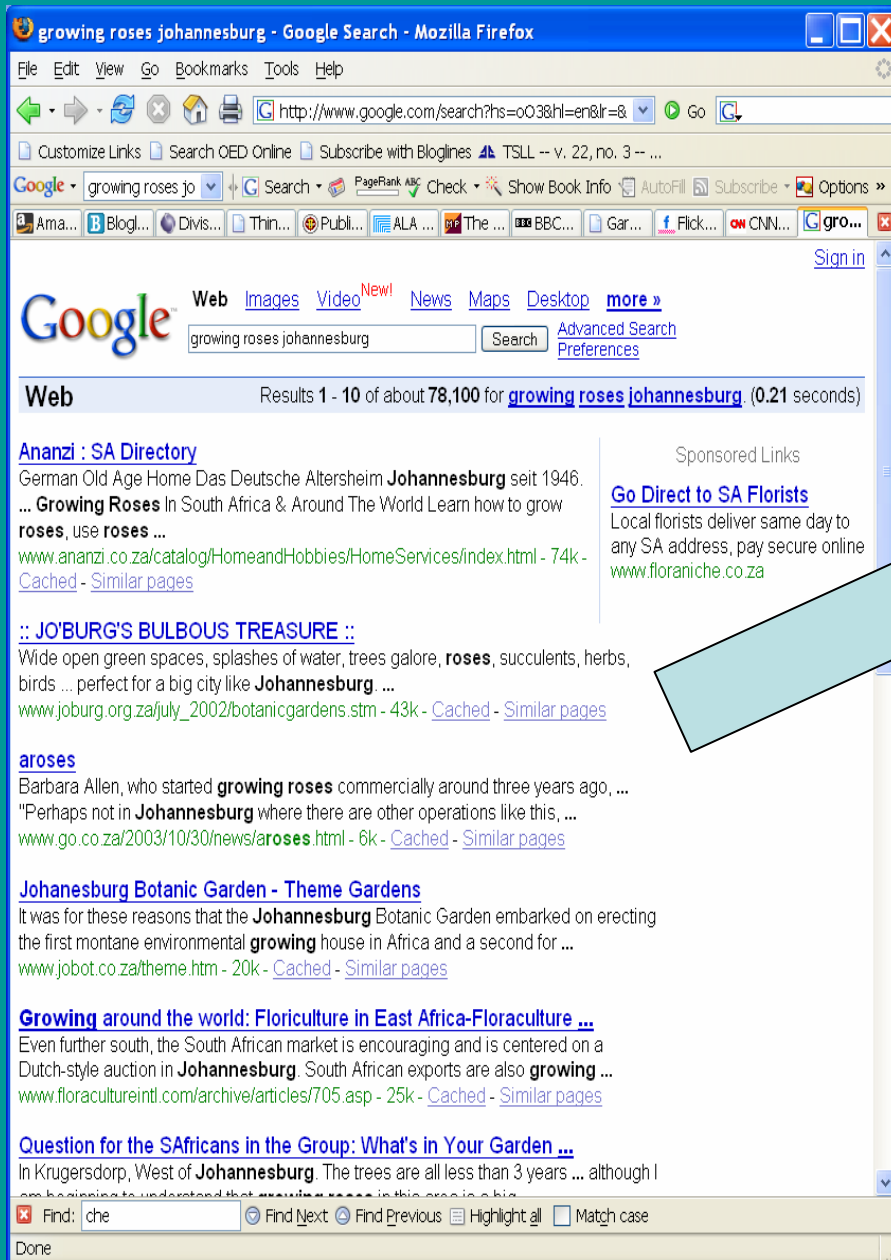 growing roses johannesburg - Google Search - Mozilla Firefox
File Edit View Go Bookmarks Tools Help
G http://www.google.com/search?hs=oO3&hl=en&lr=& Go G
Customize Links Search OED Online Subscribe with Bloglines TSLL -- v. 22, no. 3 -- ...
Google growing roses jo G Search PageRank ABC Check Show Book Info AutoFill Subscribe Options »
Ama... Blogl... Divis... Thin... Publi... ALA ... The ... BBC... Gar... Flick... CNN... gro...
Sign in
Google Web Images Video New! News Maps Desktop more »
growing roses johannesburg Search Advanced Search
Preferences
Web Results 1 - 10 of about 78,100 for growing roses johannesburg. (0.21 seconds)
Ananzi : SA Directory
German Old Age Home Das Deutsche Altersheim Johannesburg seit 1946.
... Growing Roses In South Africa & Around The World Learn how to grow
roses, use roses ...
www.ananzi.co.za/catalog/HomeandHobbies/HomeServices/index.html - 74k -
Cached - Similar pages
Sponsored Links
Go Direct to SA Florists
Local florists deliver same day to
any SA address, pay secure online
www.floraniche.co.za
:: JO'BURG'S BULBOUS TREASURE ::
Wide open green spaces, splashes of water, trees galore, roses, succulents, herbs,
birds ... perfect for a big city like Johannesburg. ...
www.joburg.org.za/july_2002/botanicgardens.stm - 43k - Cached - Similar pages
aroses
Barbara Allen, who started growing roses commercially around three years ago, ...
"Perhaps not in Johannesburg where there are other operations like this, ...
www.go.co.za/2003/10/30/news/aroses.html - 6k - Cached - Similar pages
Johanesburg Botanic Garden - Theme Gardens
It was for these reasons that the Johannesburg Botanic Garden embarked on erecting
the first montane environmental growing house in Africa and a second for ...
www.jobot.co.za/theme.htm - 20k - Cached - Similar pages
Growing around the world: Floriculture in East Africa-Floraculture ...
Even further south, the South African market is encouraging and is centered on a
Dutch-style auction in Johannesburg. South African exports are also growing ...
www.floracultureintl.com/archive/articles/705.asp - 25k - Cached - Similar pages
Question for the SAfricans in the Group: What's in Your Garden ...
In Krugersdorp, West of Johannesburg. The trees are all less than 3 years ... although I
Find: che Find Next Find Previous Highlight all Match case
Done